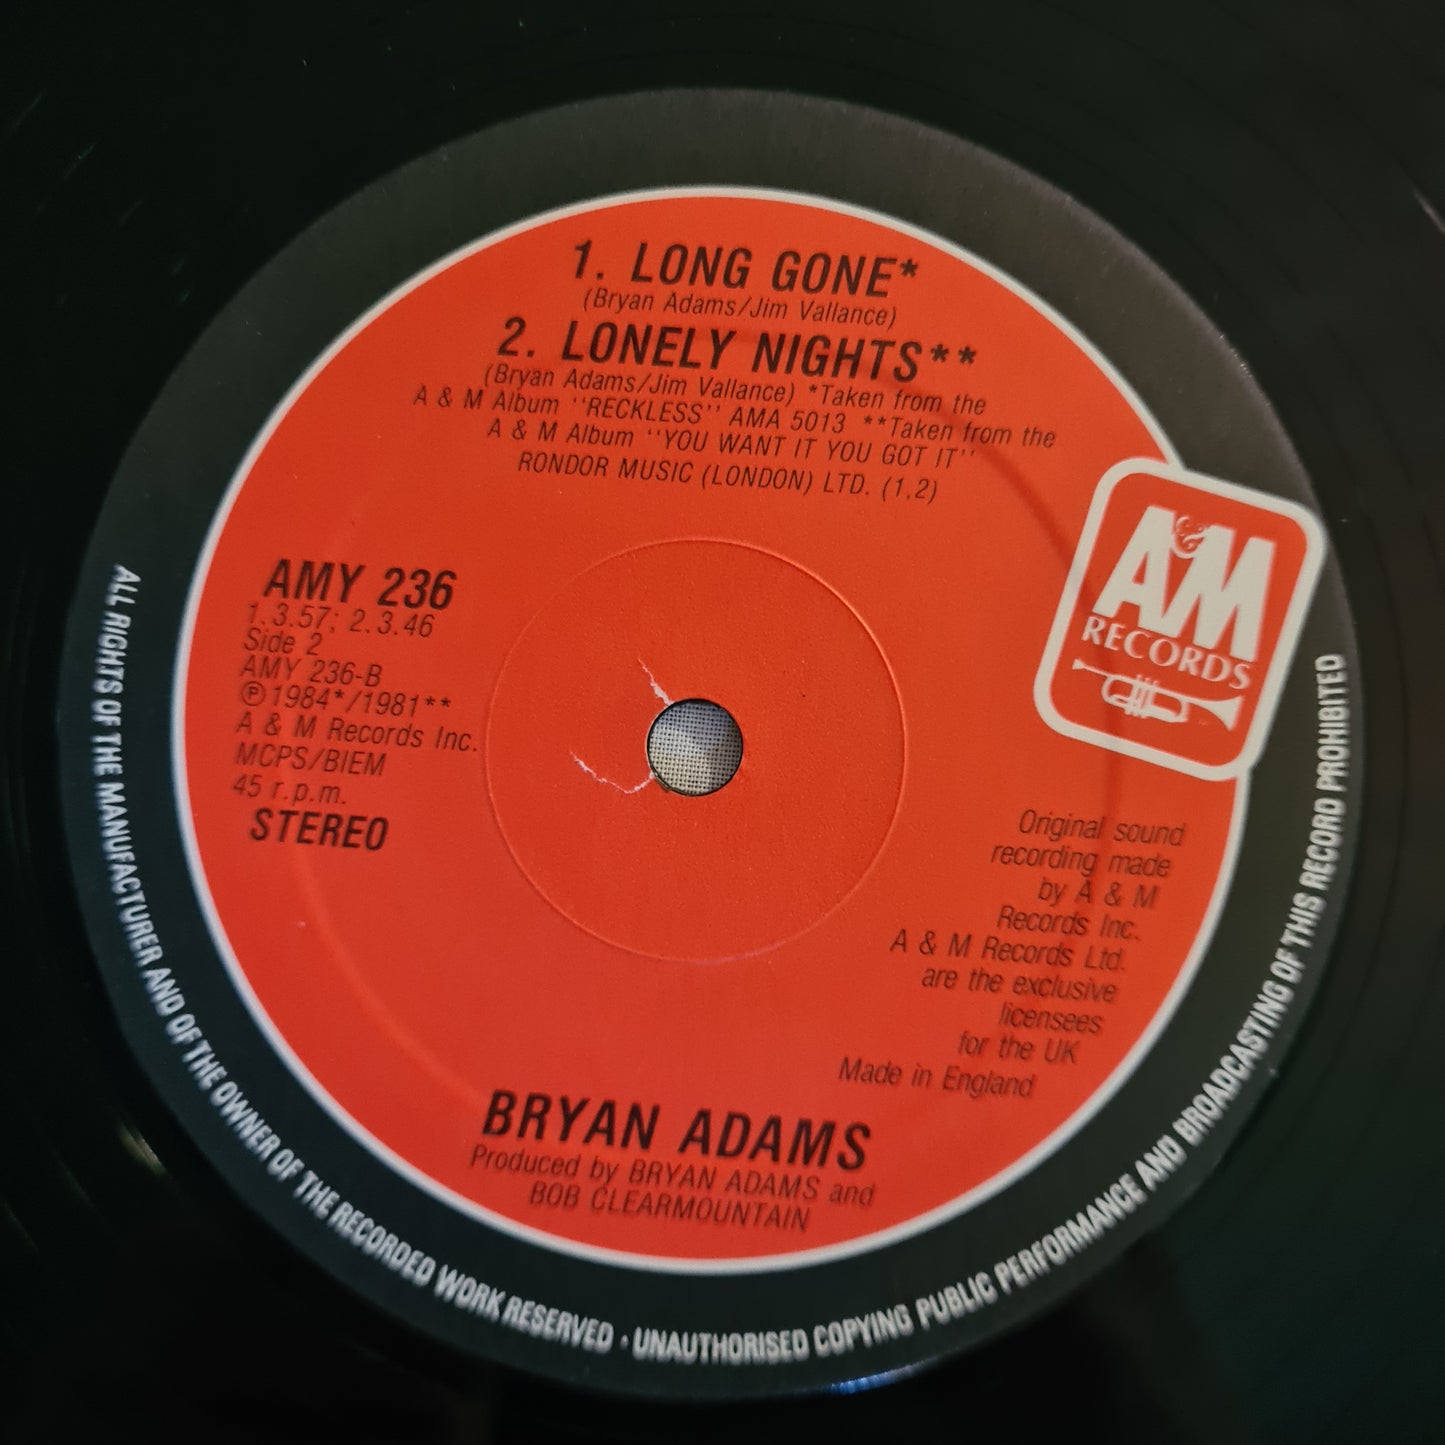 1. LONG GONE*
(Bryan Adams/Jim Vallance)
2. LONELY NIGHTS**
(Bryan Adams/Jim Vallance) *Taken from the
A & M Album ''RECKLESS'' AMA 5013 **Taken from the
A & M Album ''YOU WANT IT YOU GOT IT''
RONDOR MUSIC (LONDON) LTD. (1,2)
AMY 236
1.3.57; 2.3.46
Side 2
AMY 236-B
℗ 1984*/1981**
A & M Records Inc.
MCPS/BIEM
45 r.p.m.
STEREO
A&M
RECORDS
Original sound
recording made
by A & M
Records Inc.
A & M Records Ltd.
are the exclusive
licensees
for the UK
Made in England
BRYAN ADAMS
Produced by BRYAN ADAMS and
BOB CLEARMOUNTAIN
ALL RIGHTS OF THE MANUFACTURER AND OF THE OWNER OF THE RECORDED WORK RESERVED · UNAUTHORISED COPYING PUBLIC PERFORMANCE AND BROADCASTING OF THIS RECORD PROHIBITED